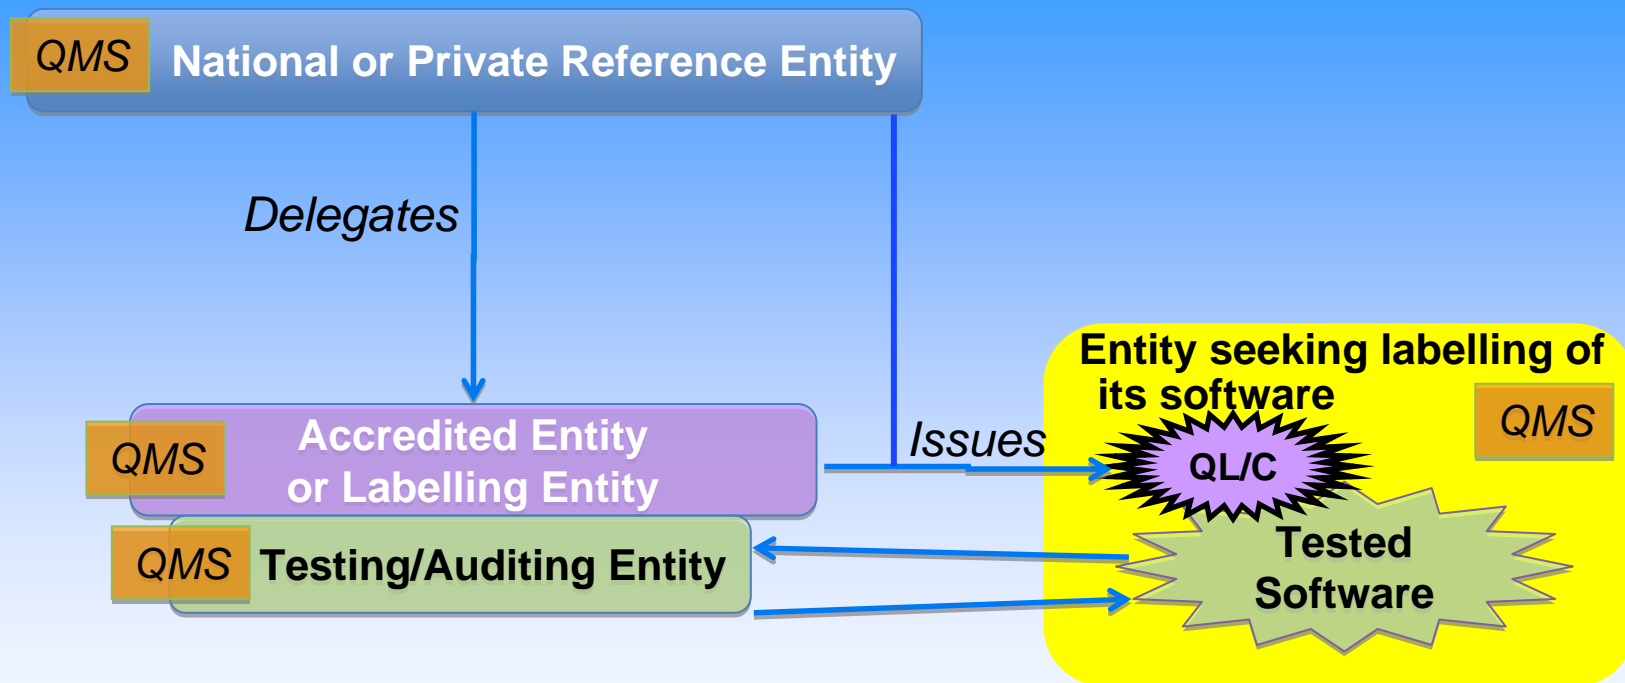 QMS National or Private Reference Entity
Delegates
Entity seeking labelling of
its software
QMS
QMS
Accredited Entity
or Labelling Entity
Issues
QL/C
QMS Testing/Auditing Entity
Tested
Software